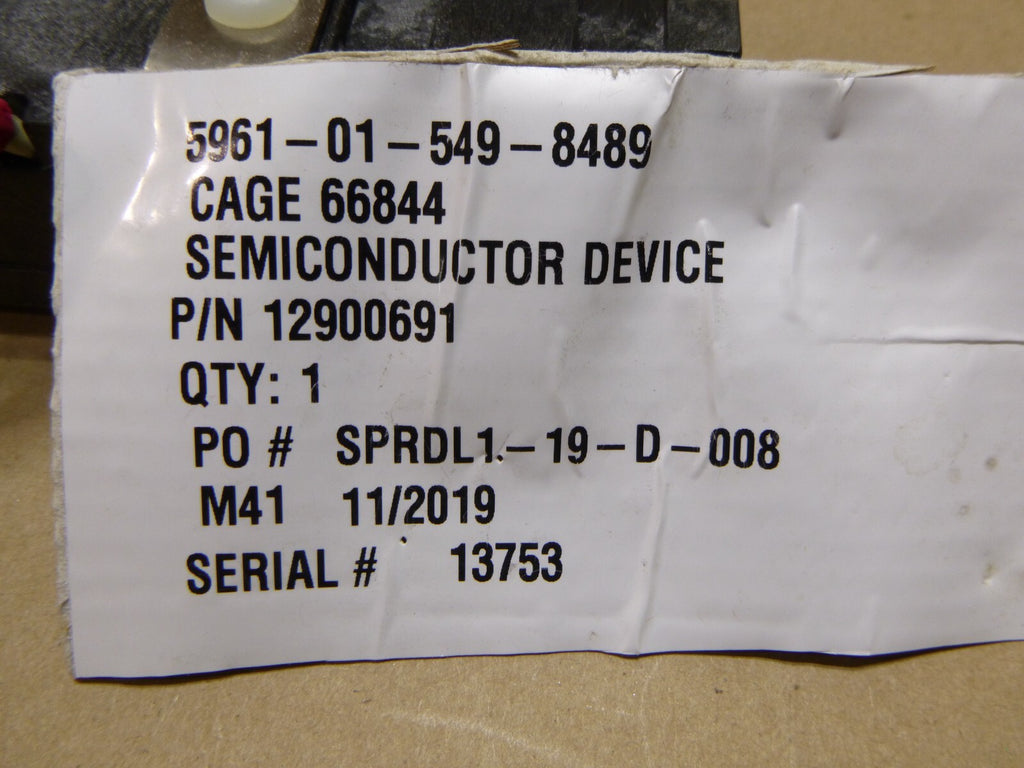 5961-01-549-8489
CAGE 66844
SEMICONDUCTOR DEVICE
P/N 12900691
QTY: 1
PO # SPRDL1-19-D-008
M41 11/2019
SERIAL # 13753